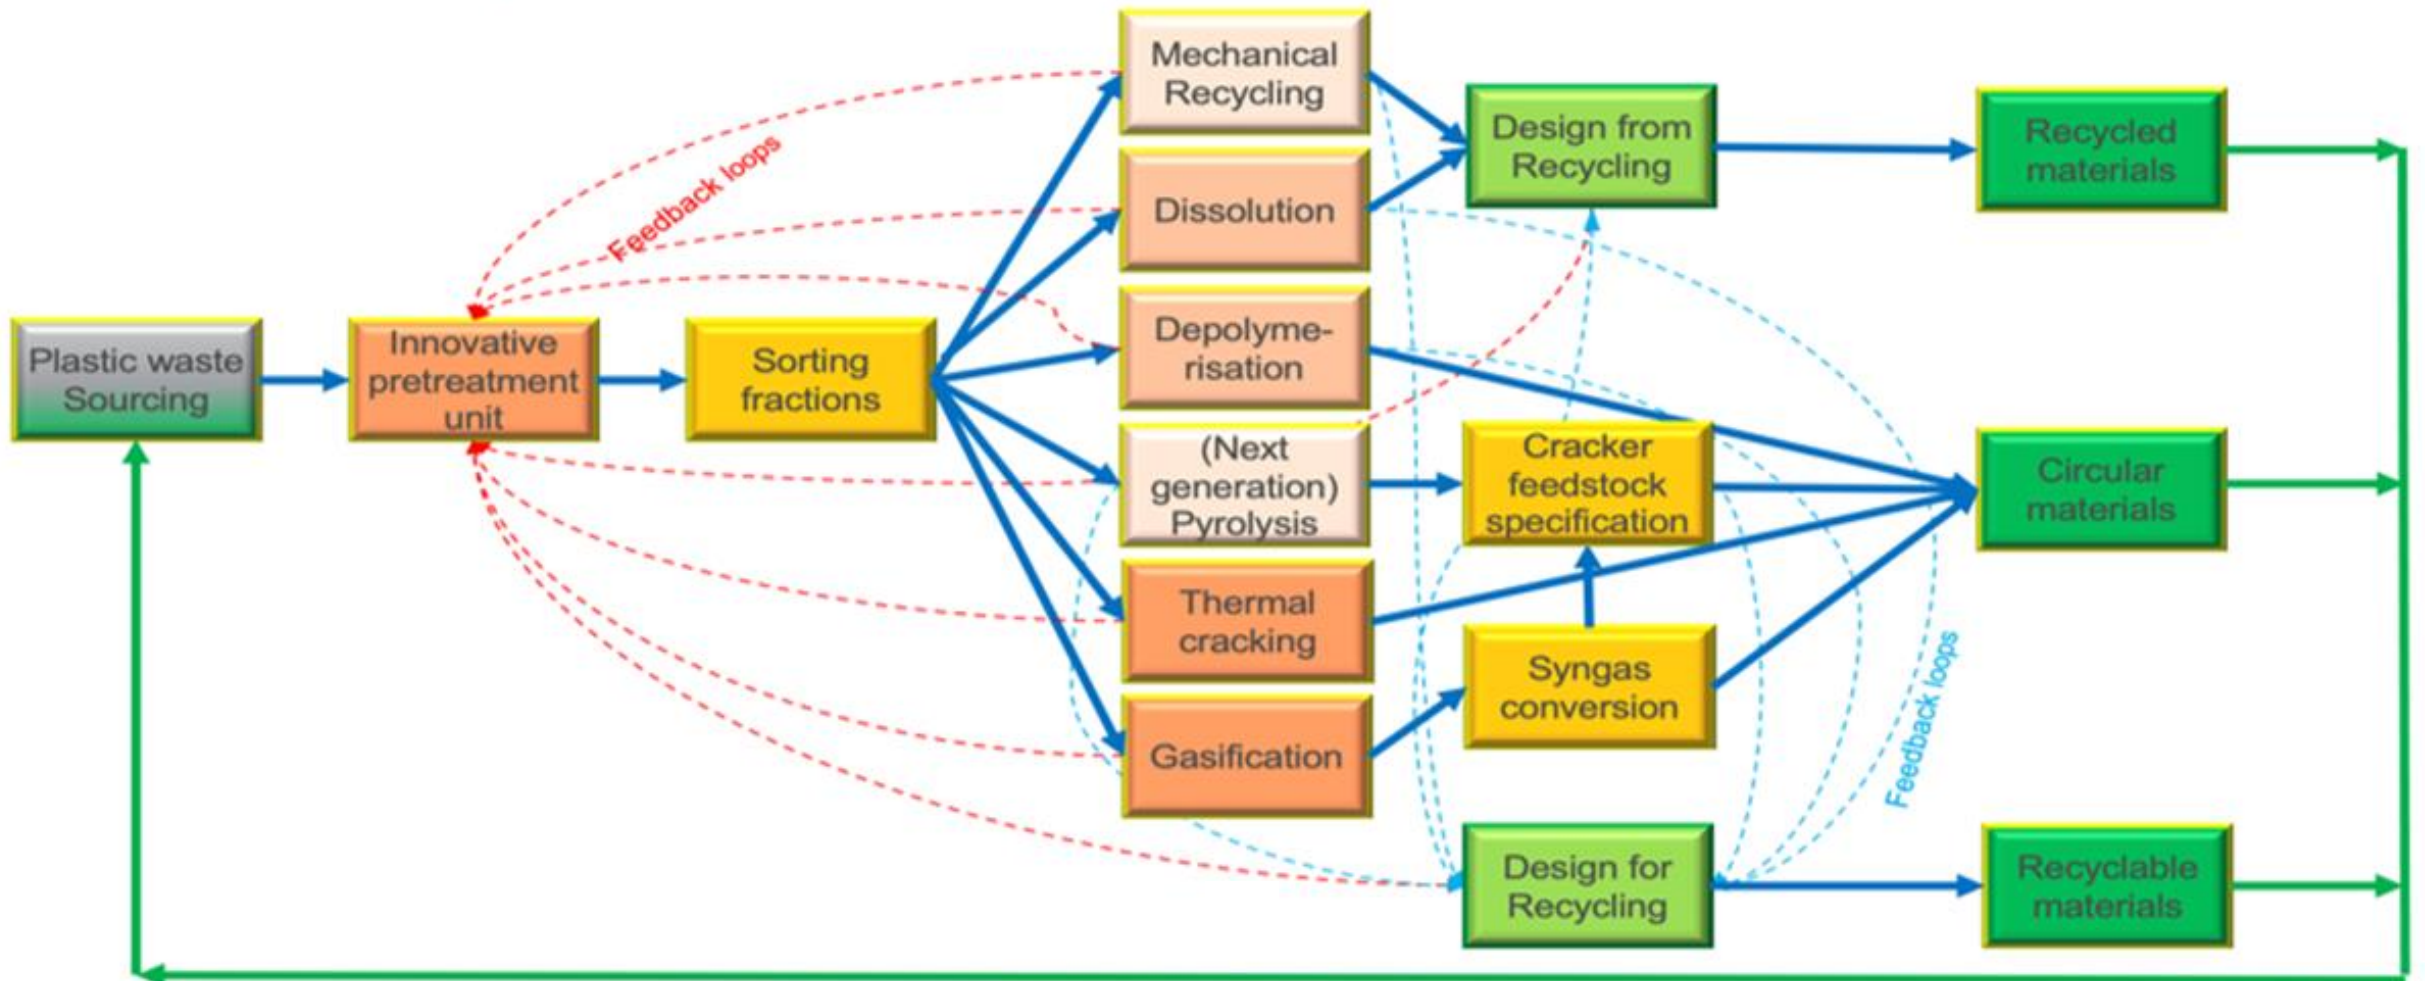 Mechanical
Recycling
Design from
Recycling
Recycled
materials
Feedback loops
Dissolution
Plastic waste
Sourcing
Innovative
pretreatment
unit
Sorting
fractions
Depolyme-
risation
(Next
generation)
Pyrolysis
Cracker
feedstock
specification
Circular
materials
Thermal
cracking
Syngas
conversion
Gasification
Feedback loops
Design for
Recycling
Recyclable
materials